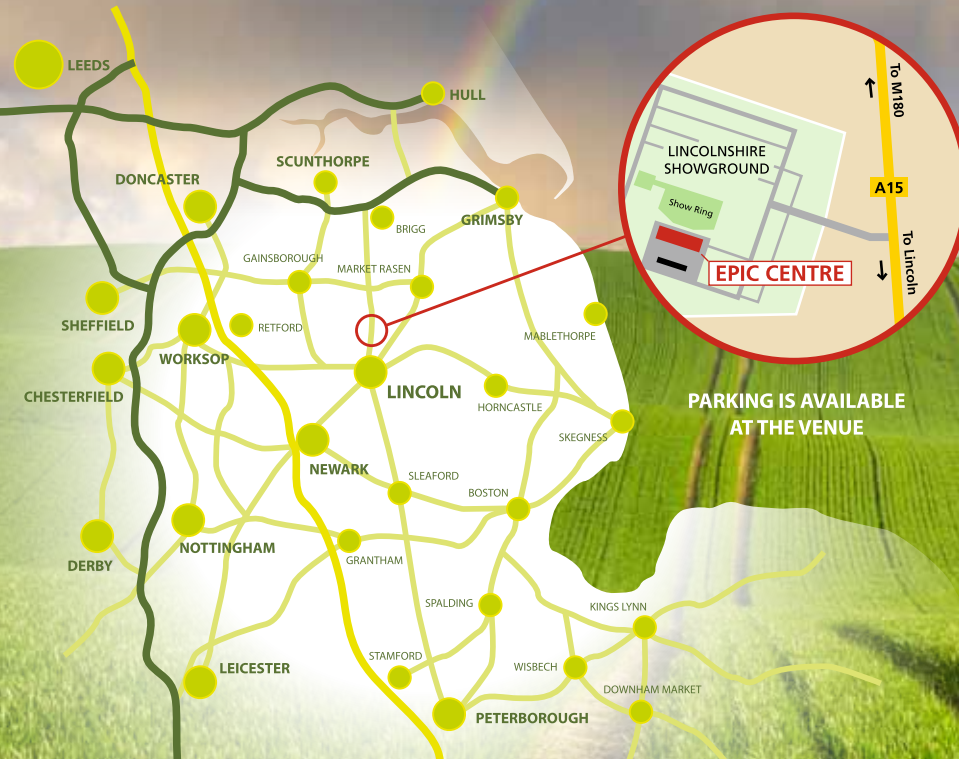 LEEDS
HULL
SCUNTHORPE
DONCASTER
BRIGG
GRIMSBY
GAINSBOROUGH
MARKET RASEN
SHEFFIELD
RETFORD
MABLETHORPE
WORKSOP
CHESTERFIELD
LINCOLN
HORNCASTLE
SKEGNESS
NEWARK
SLEAFORD
BOSTON
NOTTINGHAM
GRANTHAM
DERBY
SPALDING
KINGS LYNN
STAMFORD
WISBECH
LEICESTER
DOWNHAM MARKET
PETERBOROUGH
To M180
LINCOLNSHIRE
SHOWGROUND
A15
Show Ring
To Lincoln
EPIC CENTRE
PARKING IS AVAILABLE
AT THE VENUE